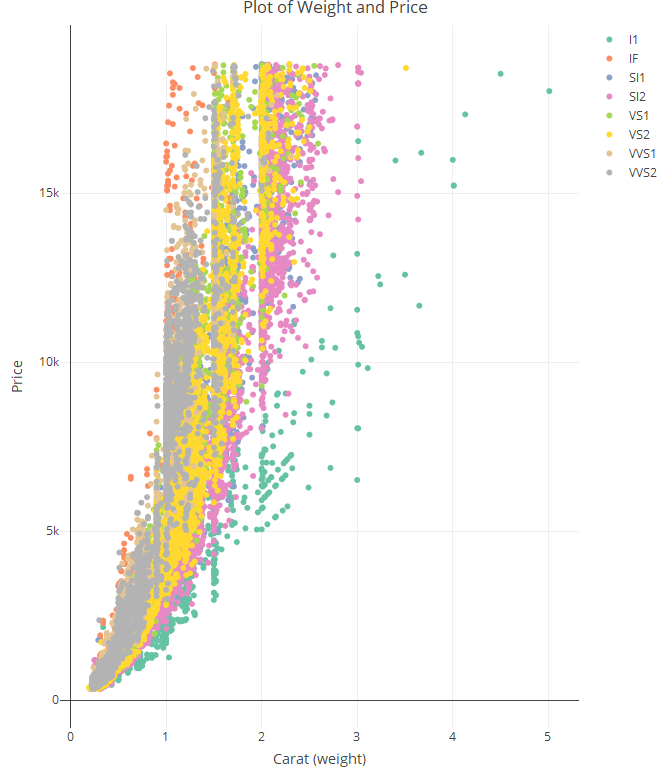 Plot of Weight and Price
I1
IF
SI1
SI2
VS1
VS2
VVS1
VVS2
15k
10k
5k
0
Price
0 1 2 3 4 5
Carat (weight)